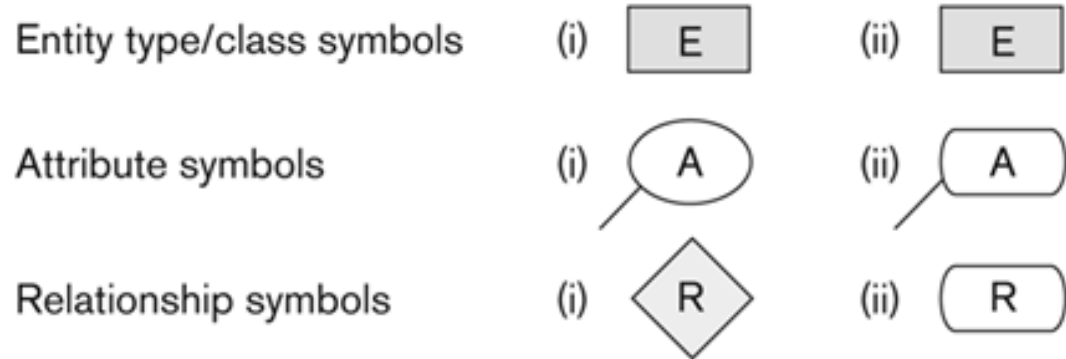 Entity type/class symbols (i) E (ii) E
Attribute symbols (i) A (ii) A
Relationship symbols (i) R (ii) R